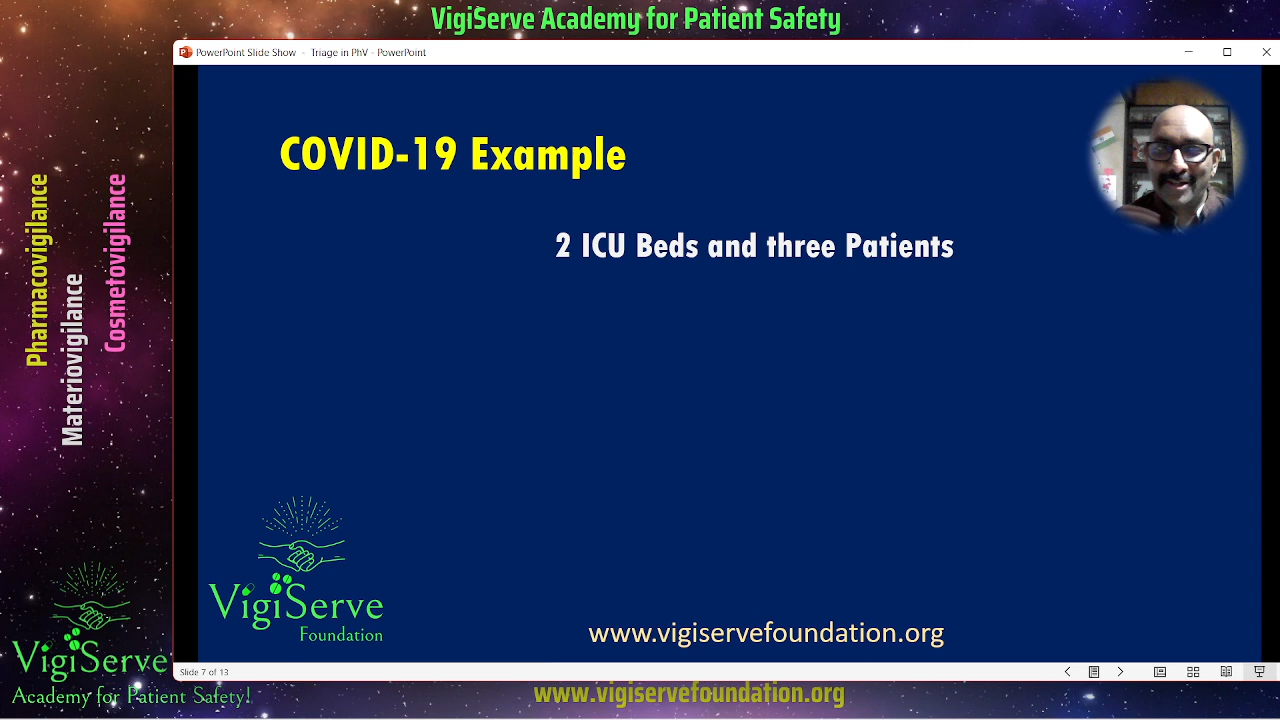 VigiServe Academy for Patient Safety
PowerPoint Slide Show - Triage in PhV - PowerPoint
COVID-19 Example
2 ICU Beds and three Patients
Pharmacovigilance
Materiovigilance
Cosmetovigilance
VigiServe
Foundation
www.vigiservefoundation.org
Slide 7 of 13
VigiServe
Academy for Patient Safety!
www.vigiservefoundation.org